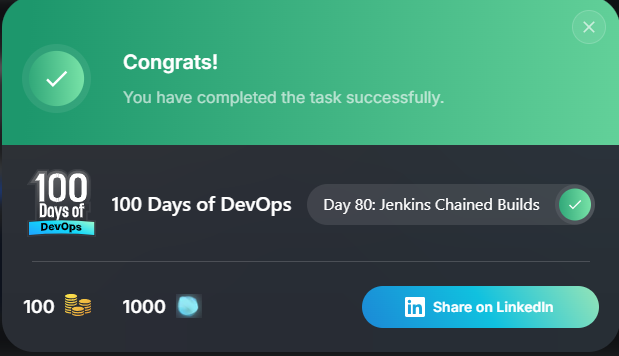 Congrats!
You have completed the task successfully.
100
Days of
DevOps
100 Days of DevOps
Day 80: Jenkins Chained Builds
100
1000
in Share on LinkedIn